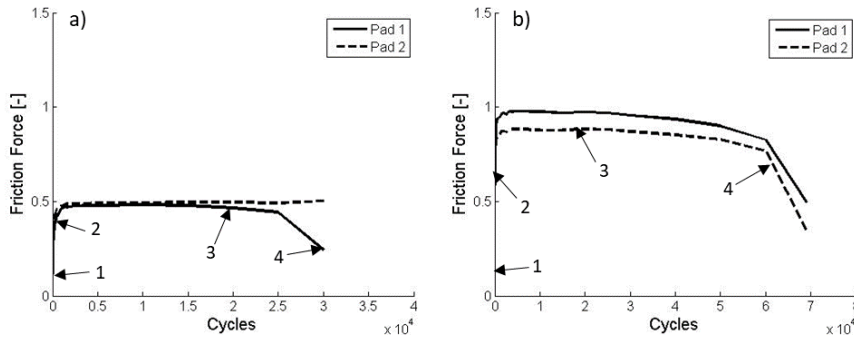 a)
Pad 1
Pad 2
1.5
1
0.5
0
Friction Force [-]
1
2
3
4
0 0.5 1 1.5 2 2.5 3 3.5 4
Cycles
x 10^4
b)
Pad 1
Pad 2
1.5
1
0.5
0
Friction Force [-]
1
2
3
4
0 1 2 3 4 5 6 7 8
Cycles
x 10^4